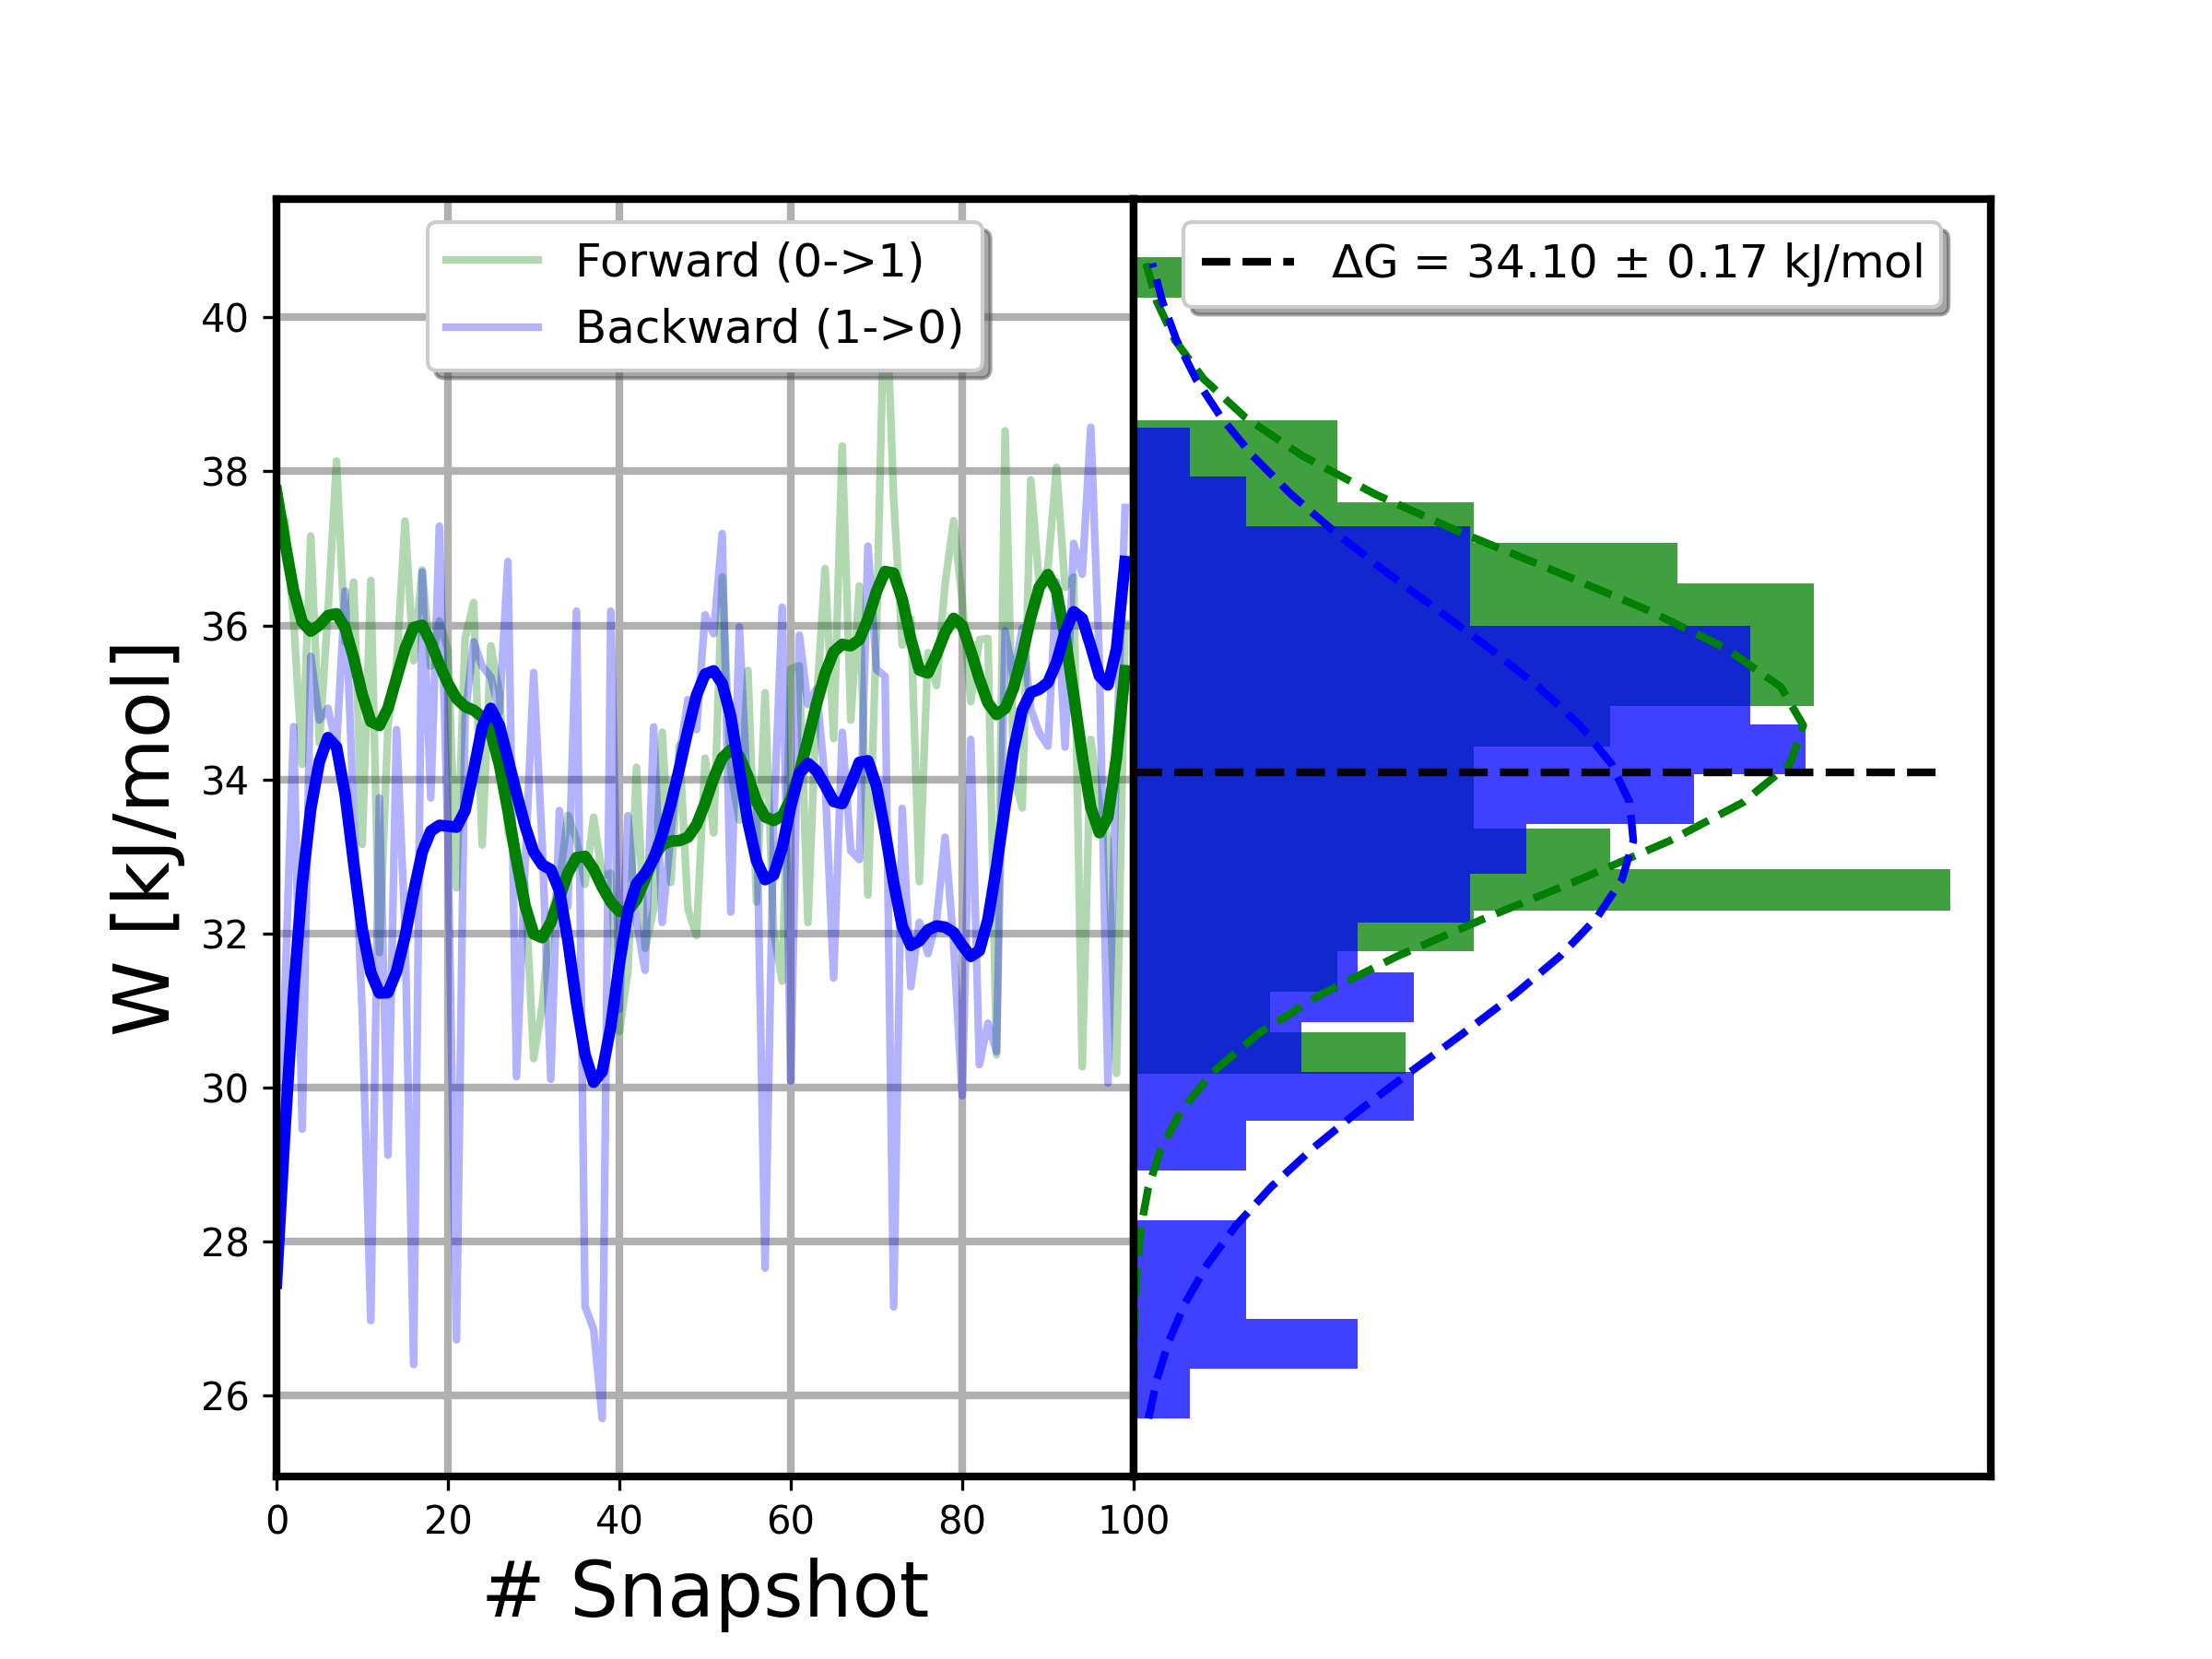 Forward (0->1)
Backward (1->0)
ΔG = 34.10 ± 0.17 kJ/mol
40
38
36
34
32
30
28
26
W [kJ/mol]
0 20 40 60 80 100
# Snapshot